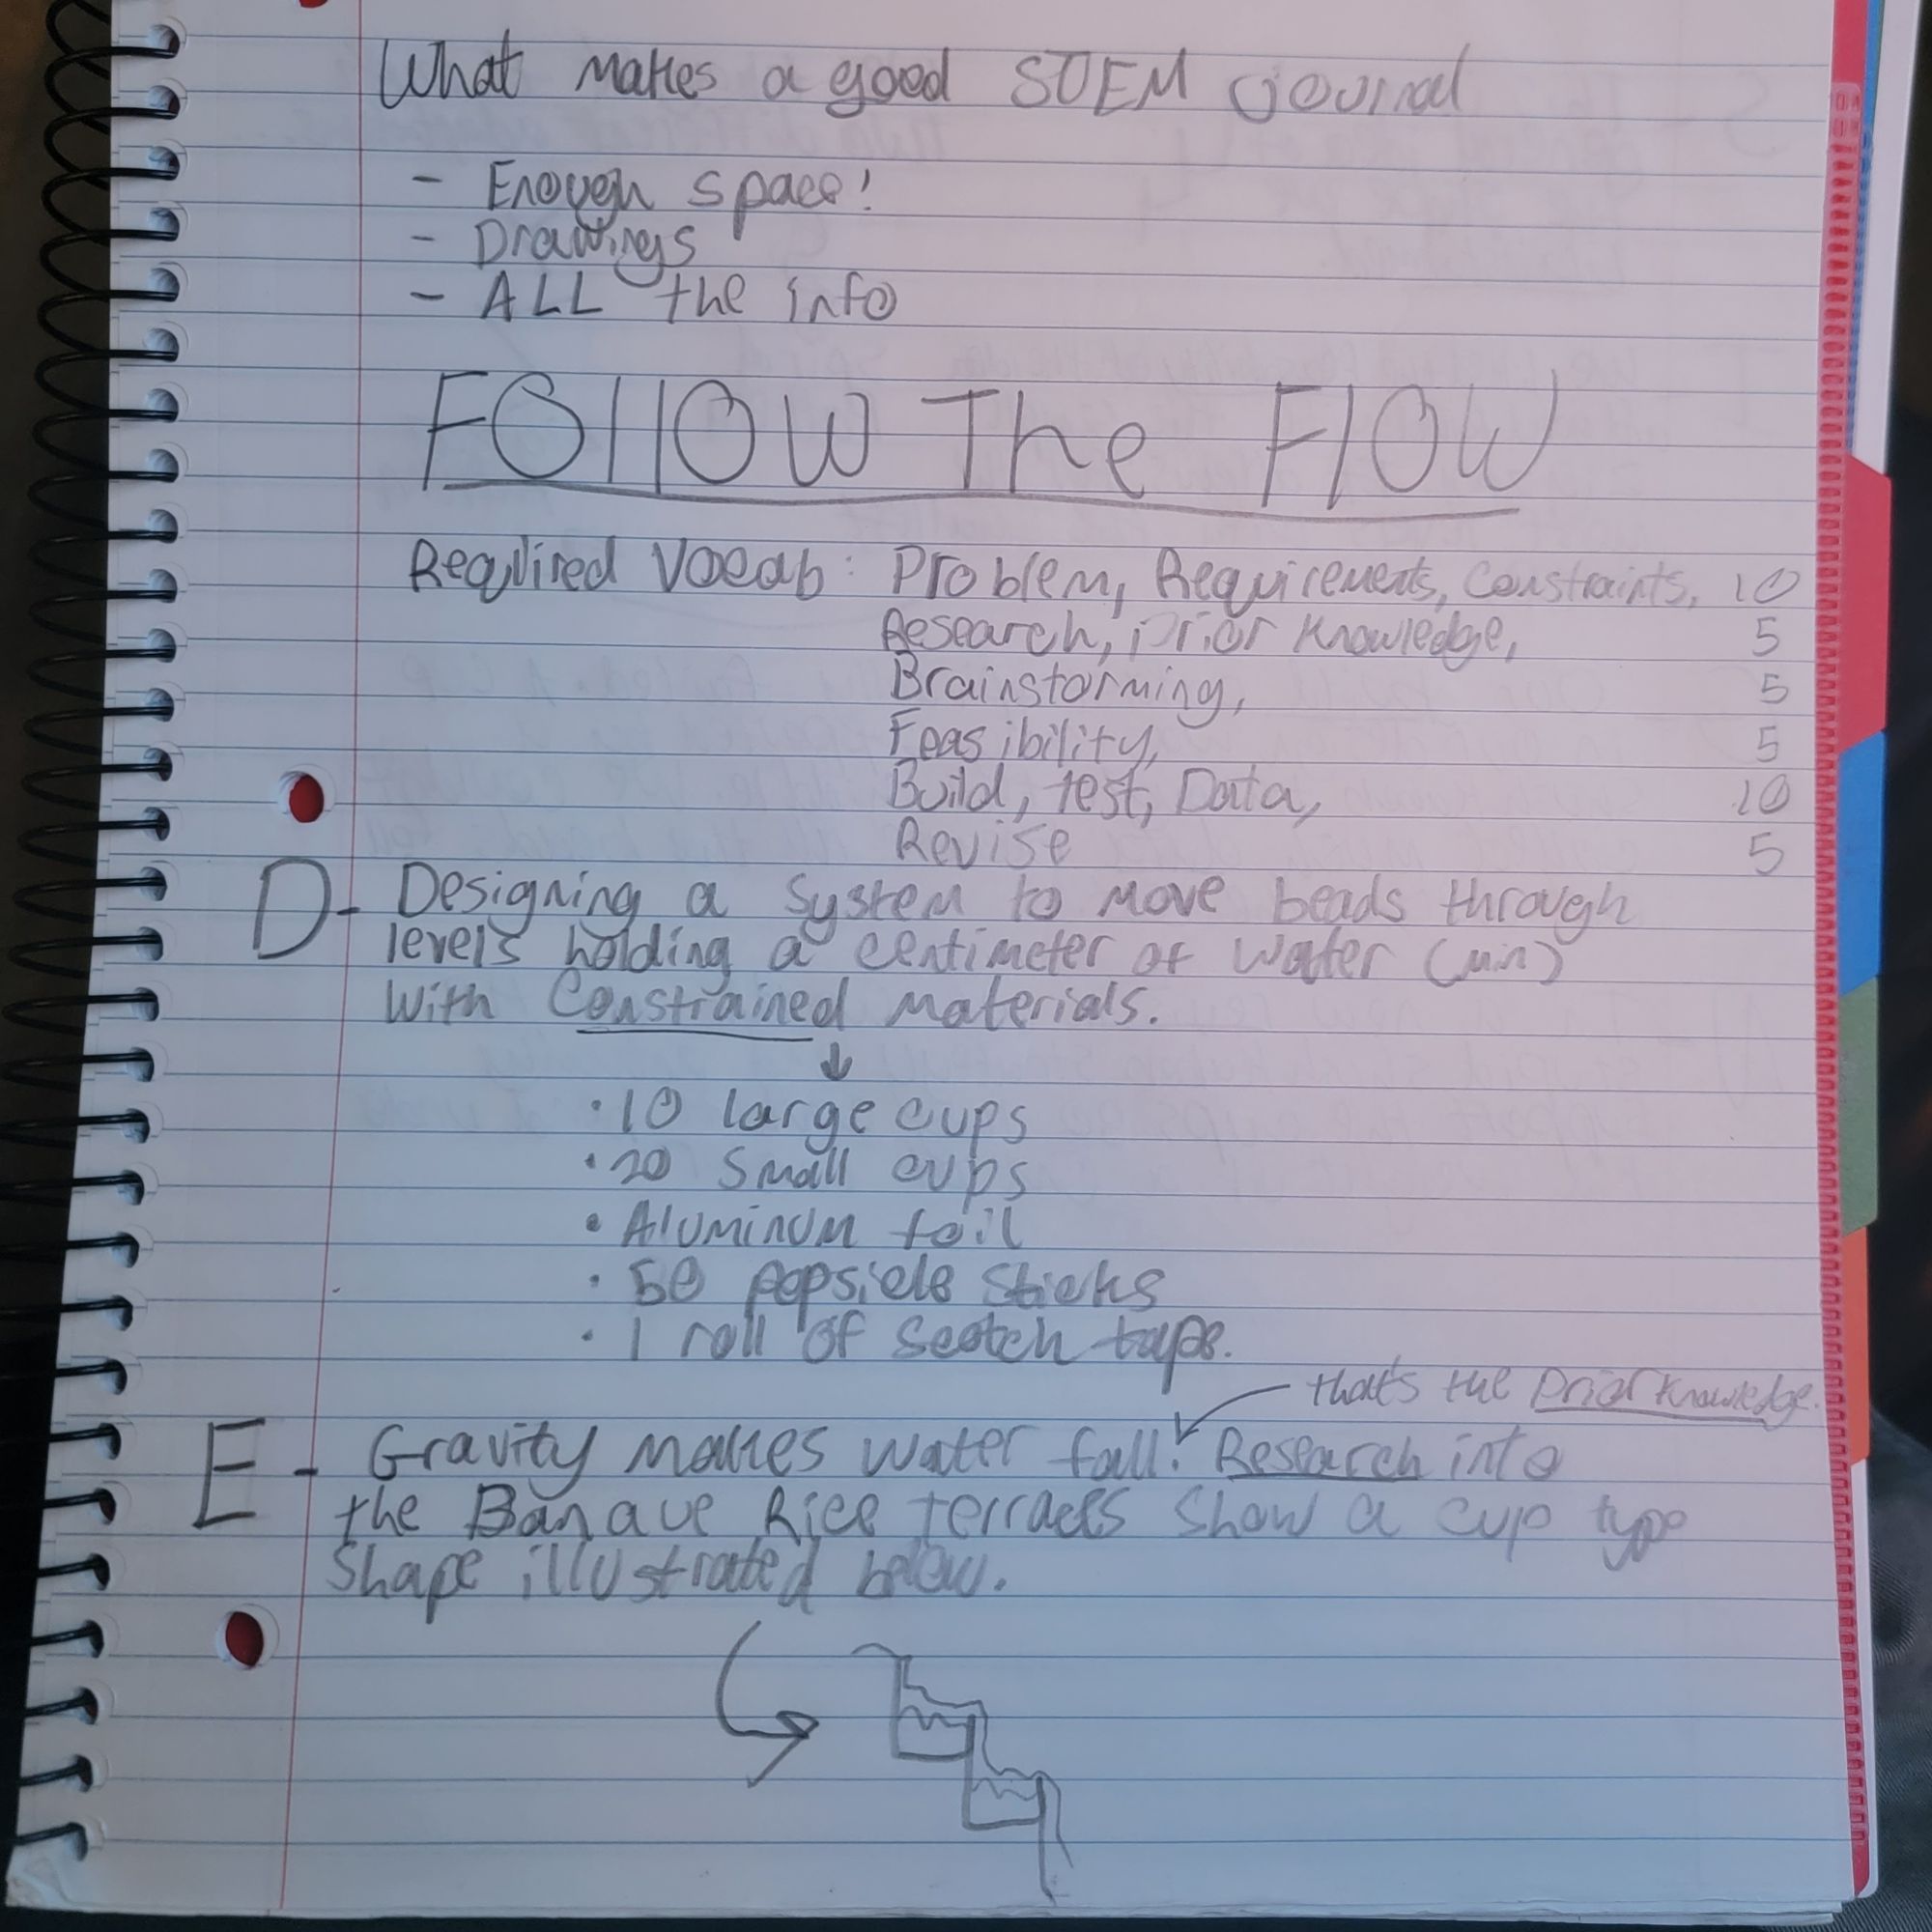 What makes a good STEM journal
- Enough space!
- Drawings
- ALL the info
FOllOW The FlOW
Required Vocab: Problem, Requirements, Constraints, 10
Research, prior knowledge, 5
Brainstorming, 5
Feasibility, 5
Build, test, Data, 10
Revise 5
D- Designing a system to move beads through
levels holding a centimeter of water (min)
with constrained materials.
↓
• 10 large cups
• 20 small cups
• Aluminum foil
• 50 popsicle sticks
• 1 roll of scotch tape.
that's the prior knowledge.
E- Gravity makes water fall. Research into
the Banaue Rice terraces show a cup type
shape illustrated below.